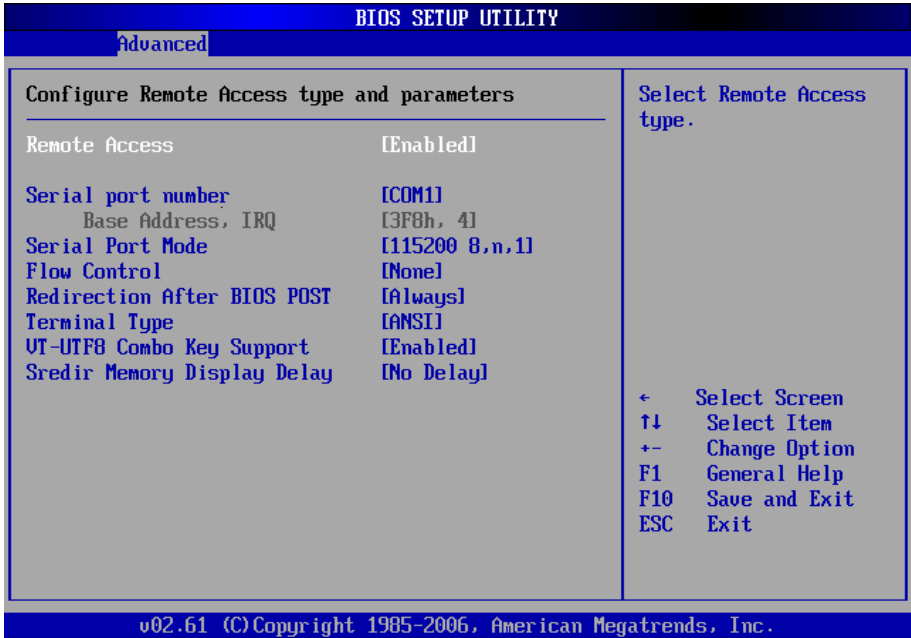 BIOS SETUP UTILITY
Advanced
Configure Remote Access type and parameters
Remote Access [Enabled]
Serial port number [COM1]
Base Address, IRQ [3F8h, 4]
Serial Port Mode [115200 8,n,1]
Flow Control [None]
Redirection After BIOS POST [Always]
Terminal Type [ANSI]
VT-UTF8 Combo Key Support [Enabled]
Sredir Memory Display Delay [No Delay]
Select Remote Access
type.
← Select Screen
↑↓ Select Item
+- Change Option
F1 General Help
F10 Save and Exit
ESC Exit
v02.61 (C)Copyright 1985-2006, American Megatrends, Inc.